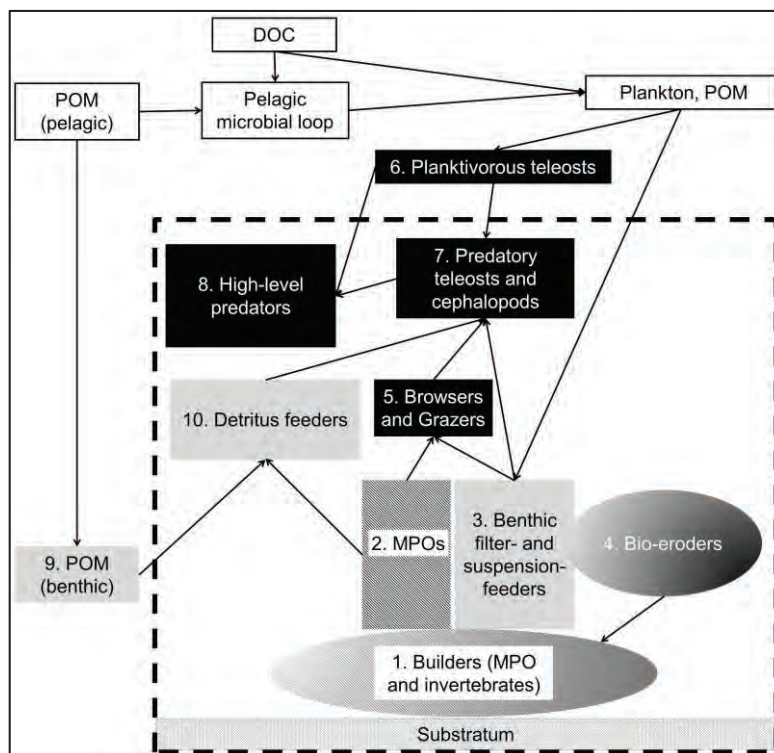 DOC
POM
(pelagic)
Pelagic
microbial loop
Plankton, POM
6. Planktivorous teleosts
8. High-level
predators
7. Predatory
teleosts and
cephalopods
10. Detritus feeders
5. Browsers
and Grazers
9. POM
(benthic)
2. MPOs
3. Benthic
filter- and
suspension-
feeders
4. Bio-eroders
1. Builders (MPO
and invertebrates)
Substratum